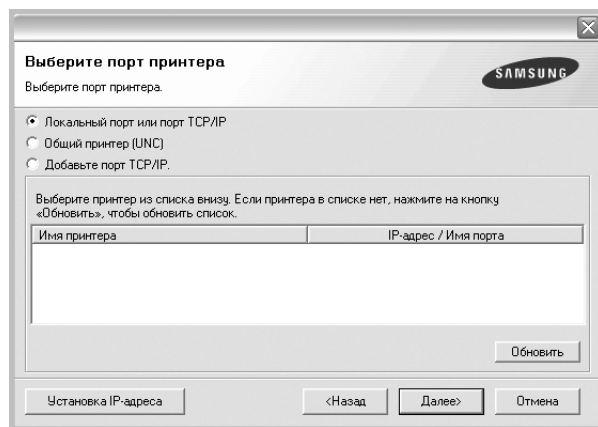 Выберите порт принтера
Выберите порт принтера.
SAMSUNG
Локальный порт или порт TCP/IP
Общий принтер (UNC)
Добавьте порт TCP/IP.
Выберите принтер из списка внизу. Если принтера в списке нет, нажмите на кнопку
«Обновить», чтобы обновить список.
Имя принтера IP-адрес / Имя порта
Обновить
Установка IP-адреса <Назад Далее> Отмена